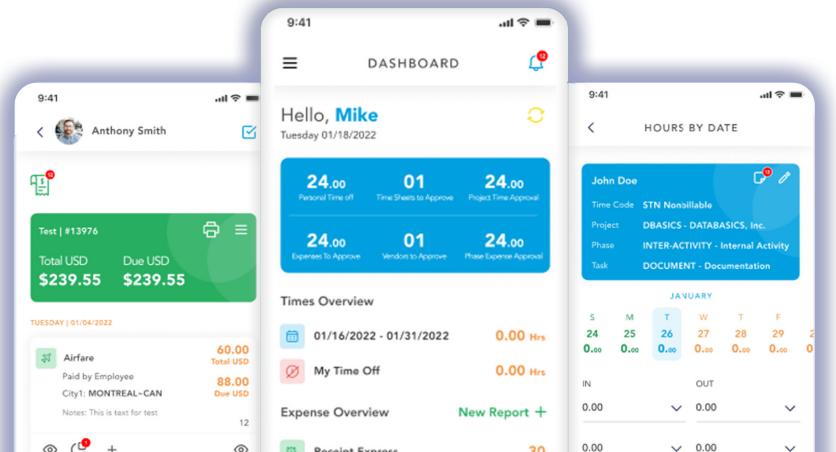 9:41
Anthony Smith
12
Test | #13976
Total USD
Due USD
$239.55
$239.55
TUESDAY | 01/04/2022
Airfare
60.00
Total USD
Paid by Employee
88.00
City1: MONTREAL-CAN
Due USD
Notes: This is text for test
12
1
9:41
DASHBOARD
12
Hello, Mike
Tuesday 01/18/2022
24.00
01
24.00
Personal Time off
Time Sheets to Approve
Project Time Approval
24.00
01
24.00
Expenses To Approve
Vendors to Approve
Phase Expense Approval
Times Overview
01/16/2022 - 01/31/2022
0.00 Hrs
My Time Off
0.00 Hrs
Expense Overview
New Report +
Receipt Express
30
9:41
HOURS BY DATE
John Doe
12
Time Code STN Nonbillable
Project DBASICS - DATABASICS, Inc.
Phase INTER-ACTIVITY - Internal Activity
Task DOCUMENT - Documentation
JANUARY
S M T W T F
24 25 26 27 28 29 2
0.00 0.00 0.00 0.00 0.00 0.00 0
IN
OUT
0.00
0.00
0.00
0.00